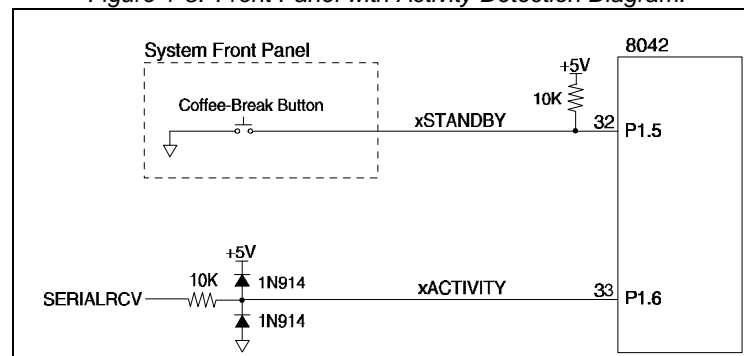 Figure 1-3. Front Panel with Activity Detection Diagram.
8042
System Front Panel
+5V
10K
Coffee-Break Button
xSTANDBY
32
P1.5
+5V
10K
1N914
SERIALRCV
xACTIVITY
33
P1.6
1N914